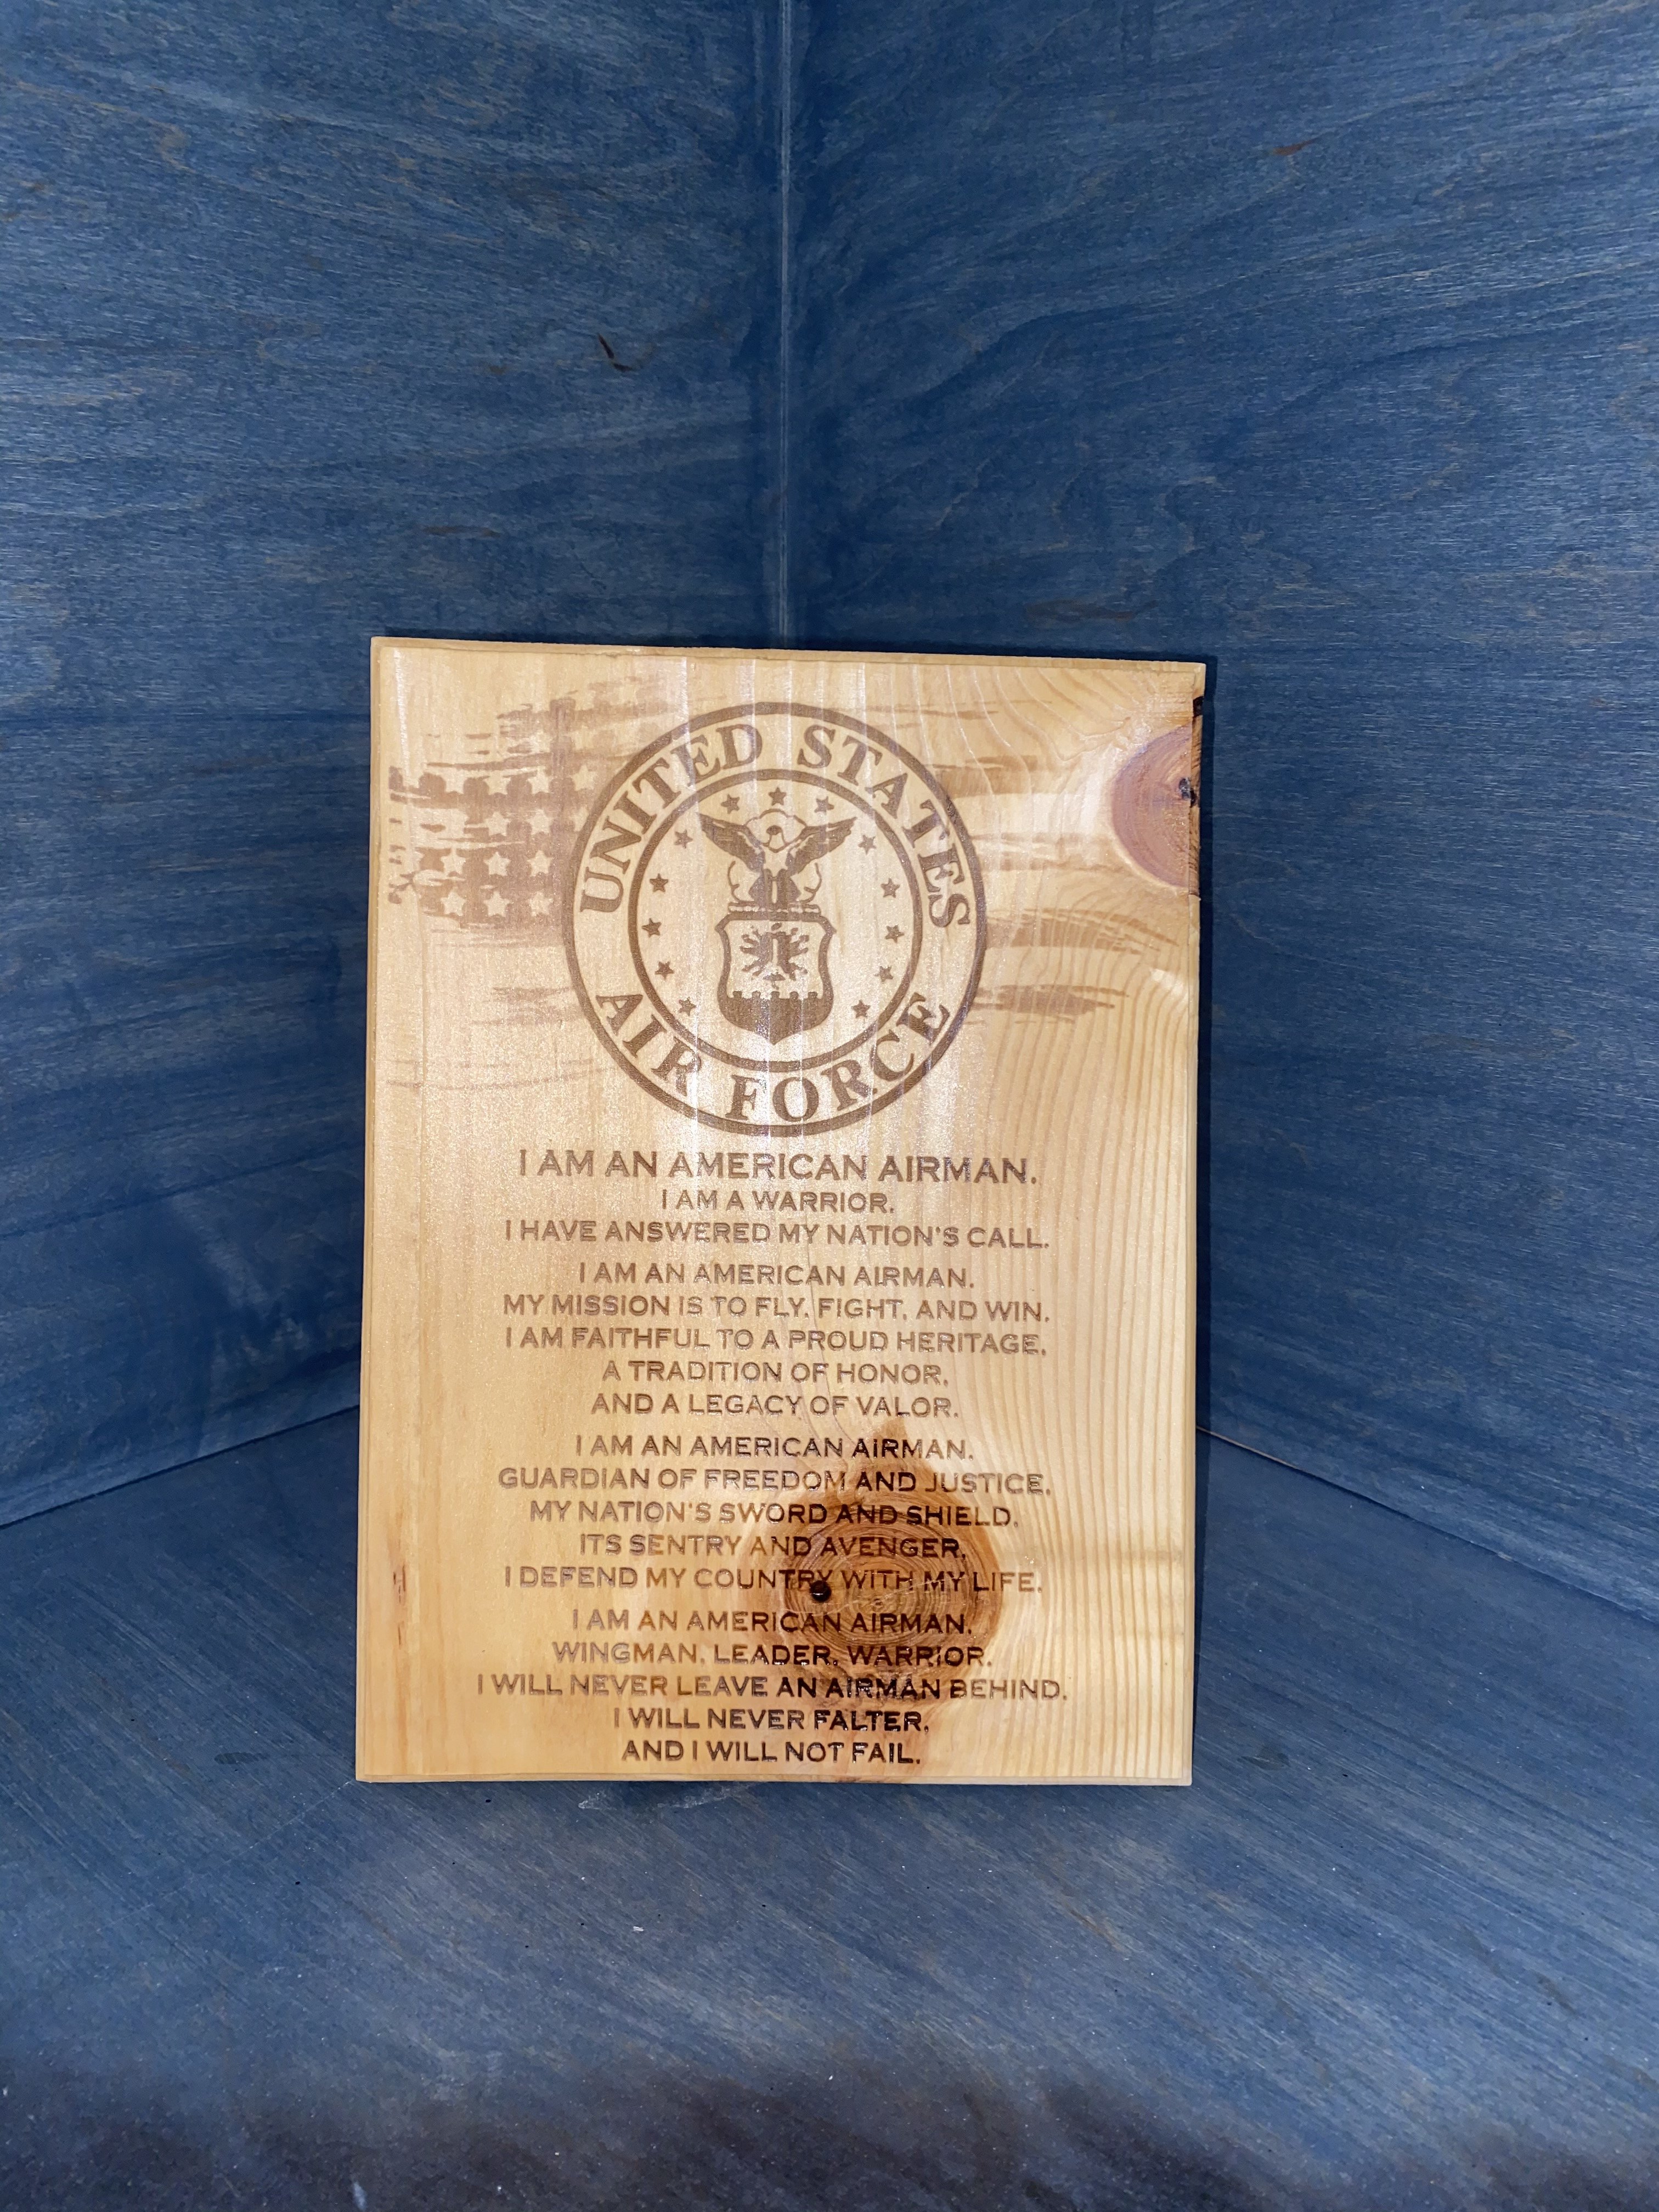 UNITED STATES
AIR FORCE
I AM AN AMERICAN AIRMAN.
I AM A WARRIOR.
I HAVE ANSWERED MY NATION'S CALL.
I AM AN AMERICAN AIRMAN.
MY MISSION IS TO FLY, FIGHT, AND WIN.
I AM FAITHFUL TO A PROUD HERITAGE,
A TRADITION OF HONOR,
AND A LEGACY OF VALOR.
I AM AN AMERICAN AIRMAN.
GUARDIAN OF FREEDOM AND JUSTICE,
MY NATION'S SWORD AND SHIELD,
ITS SENTRY AND AVENGER,
I DEFEND MY COUNTRY WITH MY LIFE.
I AM AN AMERICAN AIRMAN.
WINGMAN, LEADER, WARRIOR.
I WILL NEVER LEAVE AN AIRMAN BEHIND,
I WILL NEVER FALTER,
AND I WILL NOT FAIL.